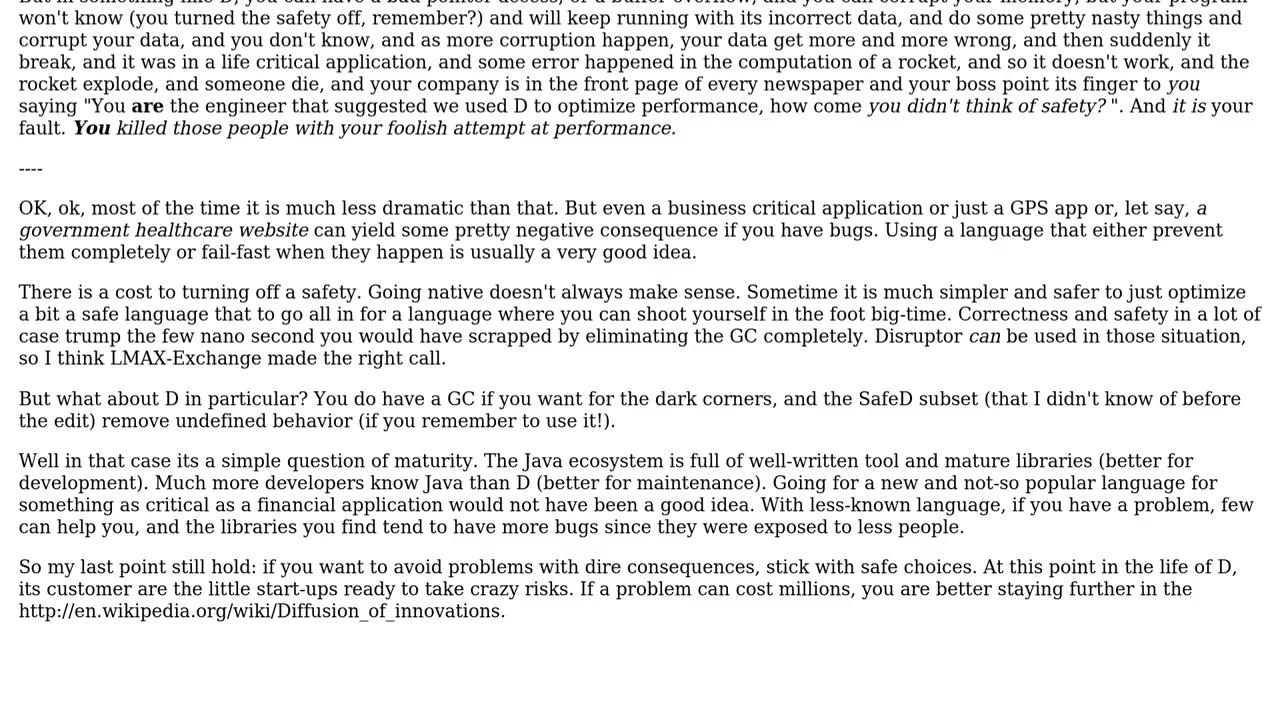 won't know (you turned the safety off, remember?) and will keep running with its incorrect data, and do some pretty nasty things and
corrupt your data, and you don't know, and as more corruption happen, your data get more and more wrong, and then suddenly it
break, and it was in a life critical application, and some error happened in the computation of a rocket, and so it doesn't work, and the
rocket explode, and someone die, and your company is in the front page of every newspaper and your boss point its finger to you
saying "You are the engineer that suggested we used D to optimize performance, how come you didn't think of safety? ". And it is your
fault. You killed those people with your foolish attempt at performance.
----
OK, ok, most of the time it is much less dramatic than that. But even a business critical application or just a GPS app or, let say, a
government healthcare website can yield some pretty negative consequence if you have bugs. Using a language that either prevent
them completely or fail-fast when they happen is usually a very good idea.
There is a cost to turning off a safety. Going native doesn't always make sense. Sometime it is much simpler and safer to just optimize
a bit a safe language that to go all in for a language where you can shoot yourself in the foot big-time. Correctness and safety in a lot of
case trump the few nano second you would have scrapped by eliminating the GC completely. Disruptor can be used in those situation,
so I think LMAX-Exchange made the right call.
But what about D in particular? You do have a GC if you want for the dark corners, and the SafeD subset (that I didn't know of before
the edit) remove undefined behavior (if you remember to use it!).
Well in that case its a simple question of maturity. The Java ecosystem is full of well-written tool and mature libraries (better for
development). Much more developers know Java than D (better for maintenance). Going for a new and not-so popular language for
something as critical as a financial application would not have been a good idea. With less-known language, if you have a problem, few
can help you, and the libraries you find tend to have more bugs since they were exposed to less people.
So my last point still hold: if you want to avoid problems with dire consequences, stick with safe choices. At this point in the life of D,
its customer are the little start-ups ready to take crazy risks. If a problem can cost millions, you are better staying further in the
http://en.wikipedia.org/wiki/Diffusion_of_innovations.